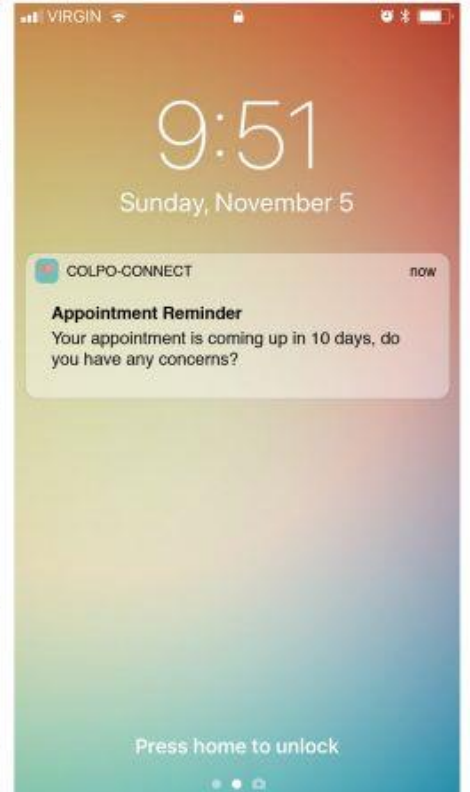 VIRGIN
9:51
Sunday, November 5
COLPO-CONNECT now
Appointment Reminder
Your appointment is coming up in 10 days, do
you have any concerns?
Press home to unlock